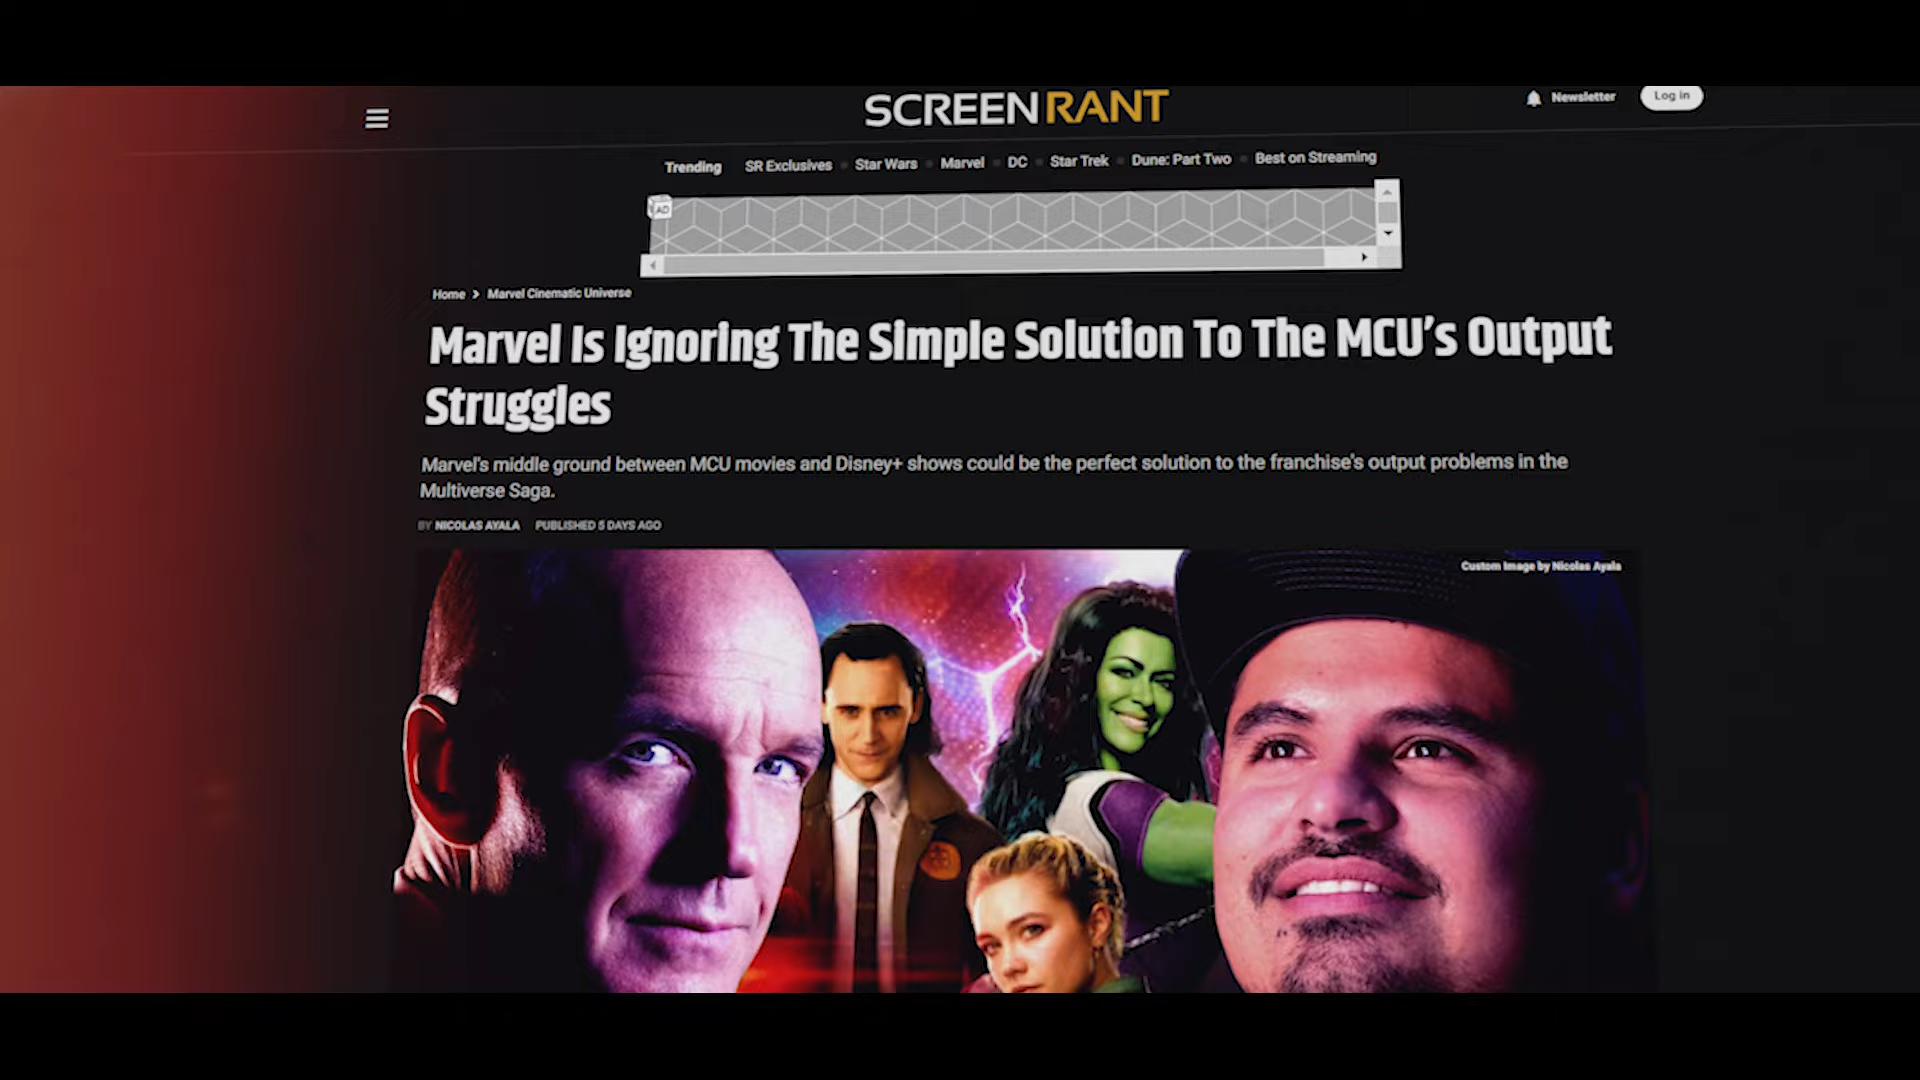 SCREENRANT
Newsletter
Log in
Trending SR Exclusives Star Wars Marvel DC Star Trek Dune: Part Two Best on Streaming
AD
Home > Marvel Cinematic Universe
Marvel Is Ignoring The Simple Solution To The MCU's Output
Struggles
Marvel's middle ground between MCU movies and Disney+ shows could be the perfect solution to the franchise's output problems in the
Multiverse Saga.
BY NICOLAS AYALA PUBLISHED 5 DAYS AGO
Custom Image by Nicolas Ayala